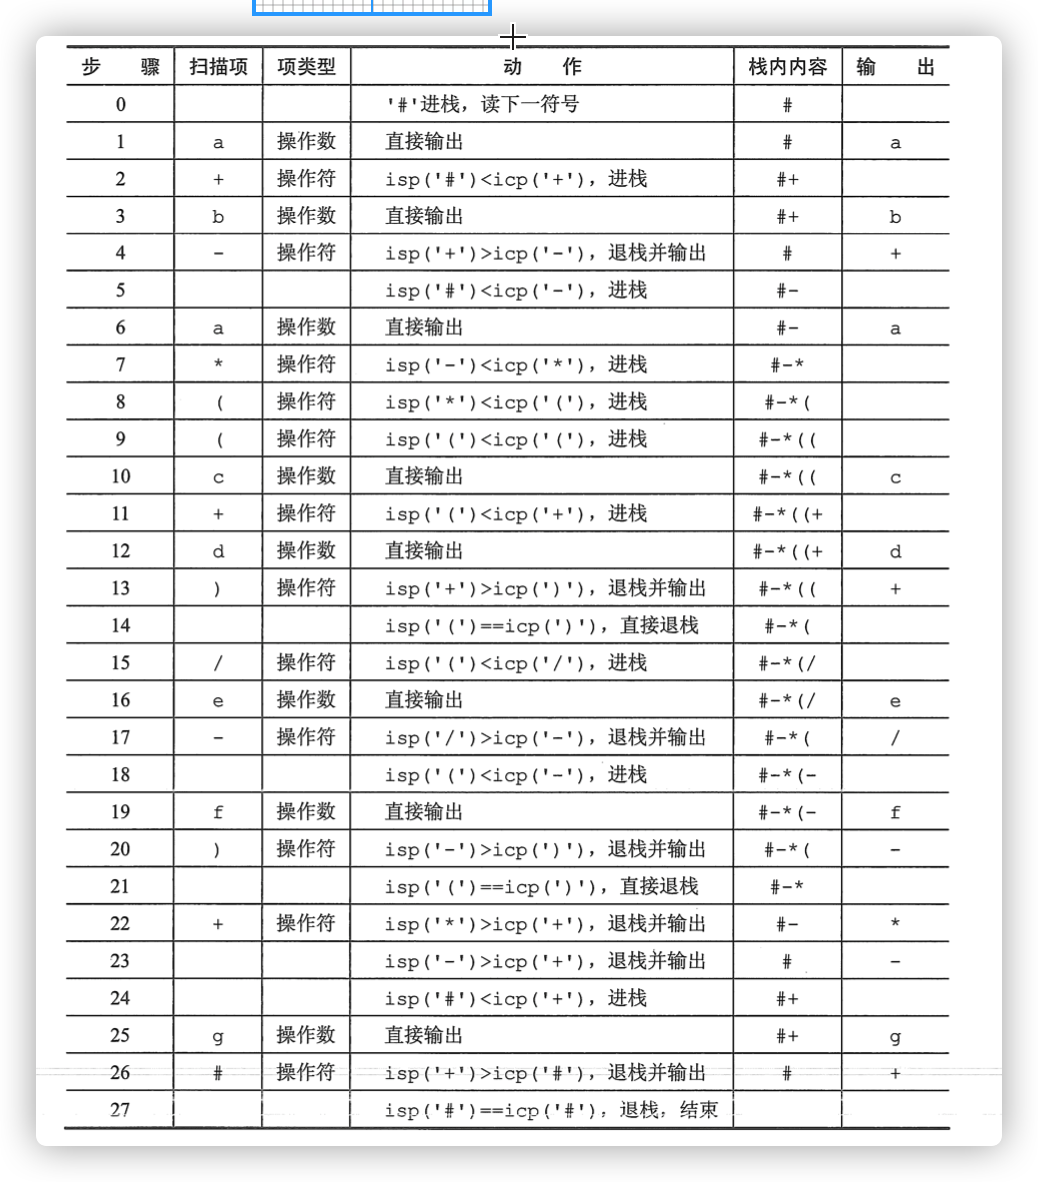 步 骤 扫描项 项类型 动 作 栈内内容 输 出
0 '#'进栈，读下一符号 #
1 a 操作数 直接输出 # a
2 + 操作符 isp('#')<icp('+')，进栈 #+
3 b 操作数 直接输出 #+ b
4 - 操作符 isp('+')>icp('-')，退栈并输出 # +
5 isp('#')<icp('-')，进栈 #-
6 a 操作数 直接输出 #- a
7 * 操作符 isp('-')<icp('*')，进栈 #-*
8 ( 操作符 isp('*')<icp('(')，进栈 #-*(
9 ( 操作符 isp('(')<icp('(')，进栈 #-*((
10 c 操作数 直接输出 #-*(( c
11 + 操作符 isp('(')<icp('+')，进栈 #-*((+
12 d 操作数 直接输出 #-*((+ d
13 ) 操作符 isp('+')>icp(')')，退栈并输出 #-*(( +
14 isp('(')==icp(')')，直接退栈 #-*(
15 / 操作符 isp('(')<icp('/')，进栈 #-*(/
16 e 操作数 直接输出 #-*(/ e
17 - 操作符 isp('/')>icp('-')，退栈并输出 #-*( /
18 isp('(')<icp('-')，进栈 #-*(-
19 f 操作数 直接输出 #-*(- f
20 ) 操作符 isp('-')>icp(')')，退栈并输出 #-*( -
21 isp('(')==icp(')')，直接退栈 #-*
22 + 操作符 isp('*')>icp('+')，退栈并输出 #- *
23 isp('-')>icp('+')，退栈并输出 # -
24 isp('#')<icp('+')，进栈 #+
25 g 操作数 直接输出 #+ g
26 # 操作符 isp('+')>icp('#')，退栈并输出 # +
27 isp('#')==icp('#')，退栈，结束